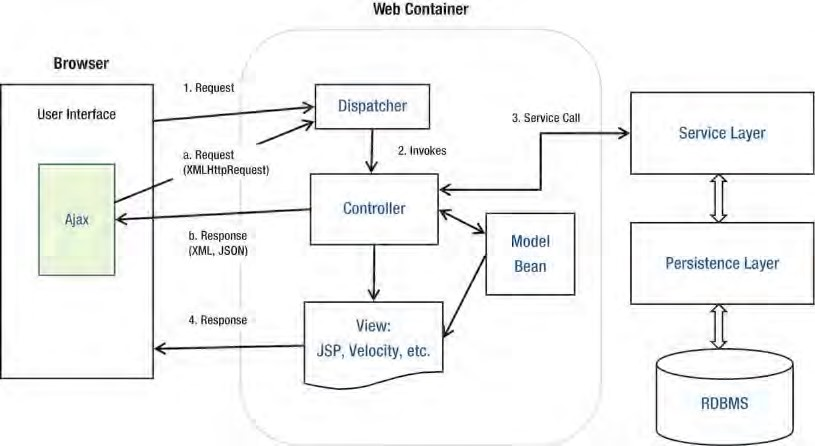 Web Container
Browser
User Interface
1. Request
Dispatcher
3. Service Call
Service Layer
a. Request
(XMLHttpRequest)
2. Invokes
Ajax
Controller
b. Response
(XML, JSON)
Model
Bean
Persistence Layer
4. Response
View:
JSP, Velocity, etc.
RDBMS